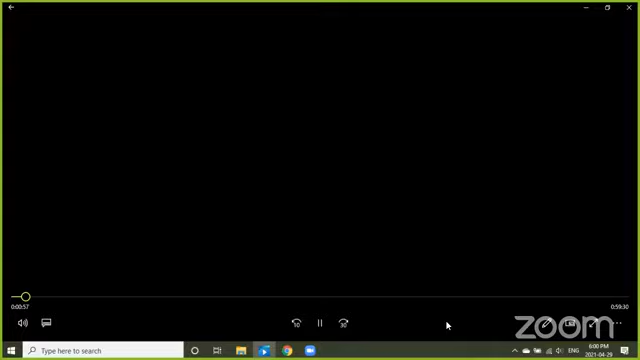 0:00:57
0:59:30
10
30
zoom
Type here to search
ENG
6:00 PM
2021-04-29